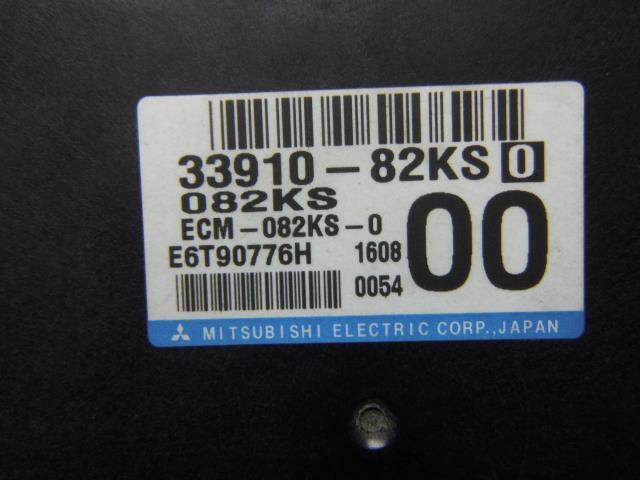 33910-82KS 0
082KS
ECM-082KS-0
E6T90776H 1608
0054
00
MITSUBISHI ELECTRIC CORP.,JAPAN